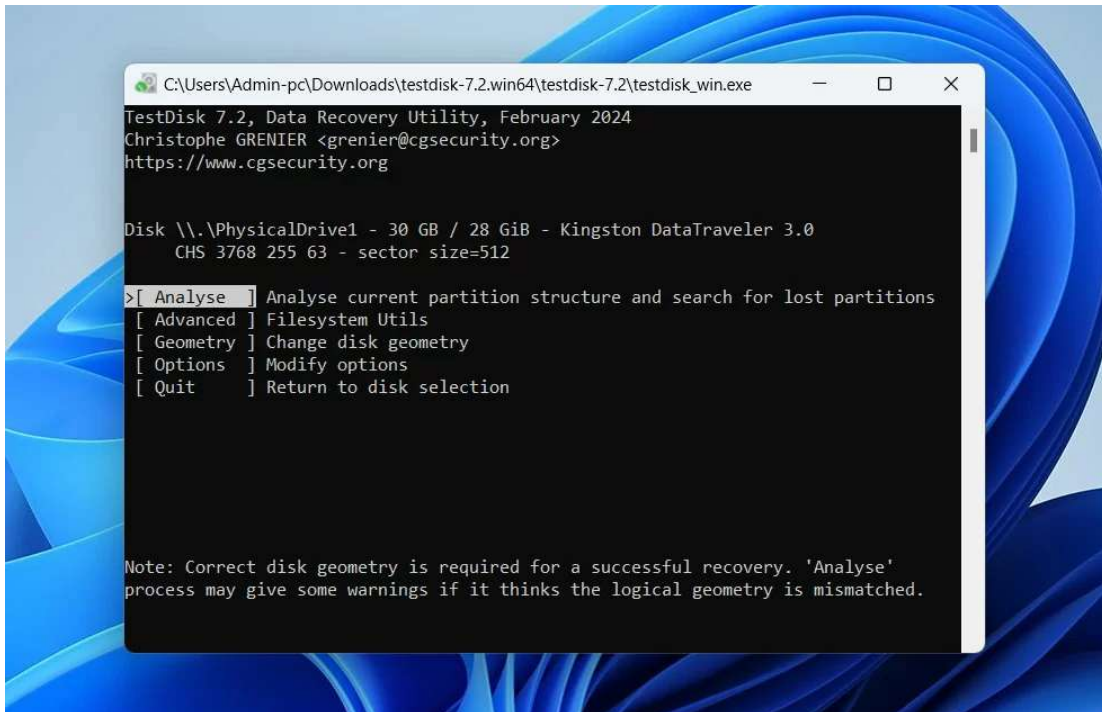 C:\Users\Admin-pc\Downloads\testdisk-7.2.win64\testdisk-7.2\testdisk_win.exe
TestDisk 7.2, Data Recovery Utility, February 2024
Christophe GRENIER <grenier@cgsecurity.org>
https://www.cgsecurity.org
Disk \\.\PhysicalDrive1 - 30 GB / 28 GiB - Kingston DataTraveler 3.0
CHS 3768 255 63 - sector size=512
>[ Analyse  ] Analyse current partition structure and search for lost partitions
[ Advanced ] Filesystem Utils
[ Geometry ] Change disk geometry
[ Options  ] Modify options
[ Quit     ] Return to disk selection
Note: Correct disk geometry is required for a successful recovery. 'Analyse'
process may give some warnings if it thinks the logical geometry is mismatched.